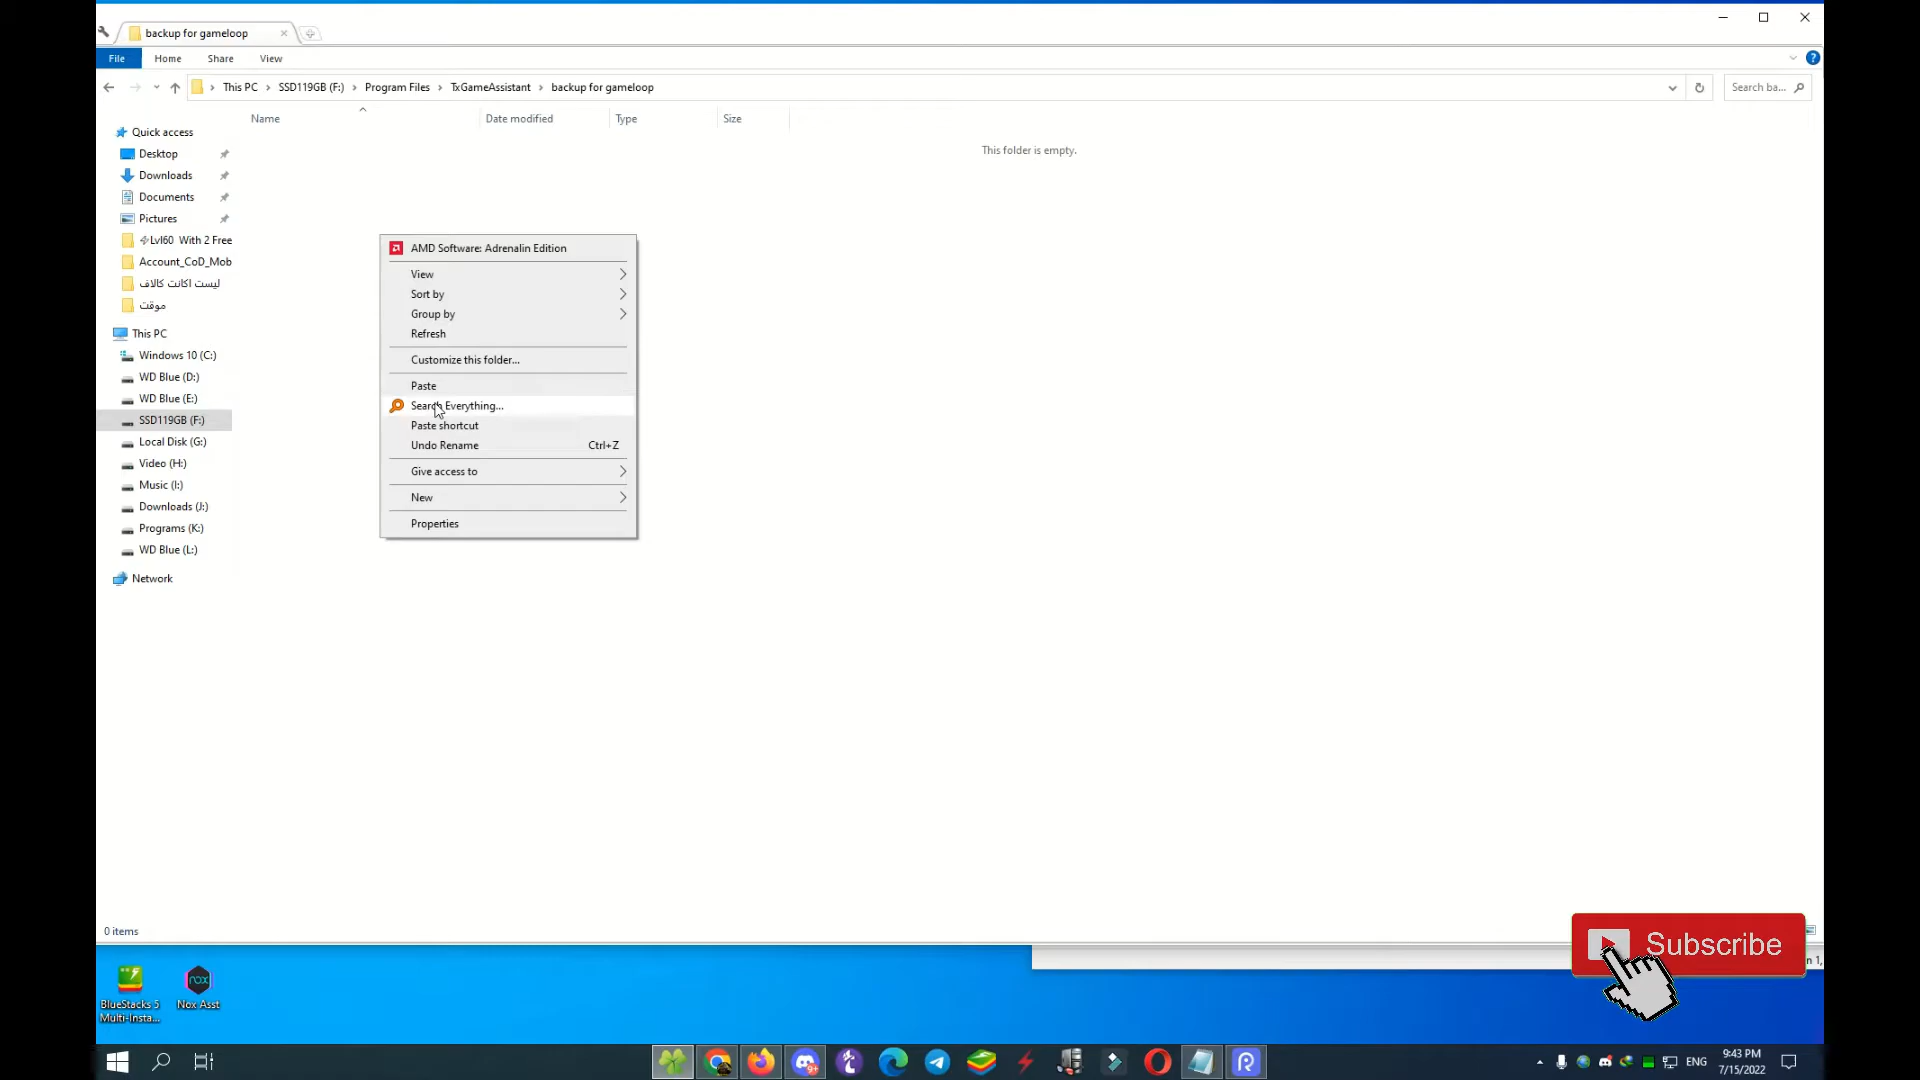 backup for gameloop
File Home Share View
This PC SSD119GB (F:) Program Files TxGameAssistant backup for gameloop
Search ba...
Name Date modified Type Size
This folder is empty.
Quick access
Desktop
Downloads
Documents
Pictures
Lvl60 With 2 Free
Account_CoD_Mob
لیست اکانت کالاف
موقت
This PC
Windows 10 (C:)
WD Blue (D:)
WD Blue (E:)
SSD119GB (F:)
Local Disk (G:)
Video (H:)
Music (I:)
Downloads (J:)
Programs (K:)
WD Blue (L:)
Network
AMD Software: Adrenalin Edition
View
Sort by
Group by
Refresh
Customize this folder...
Paste
Search Everything...
Paste shortcut
Undo Rename Ctrl+Z
Give access to
New
Properties
0 items
Subscribe
n 1,
BlueStacks 5
Multi-Insta...
Nox Asst
ENG
9:43 PM
7/15/2022